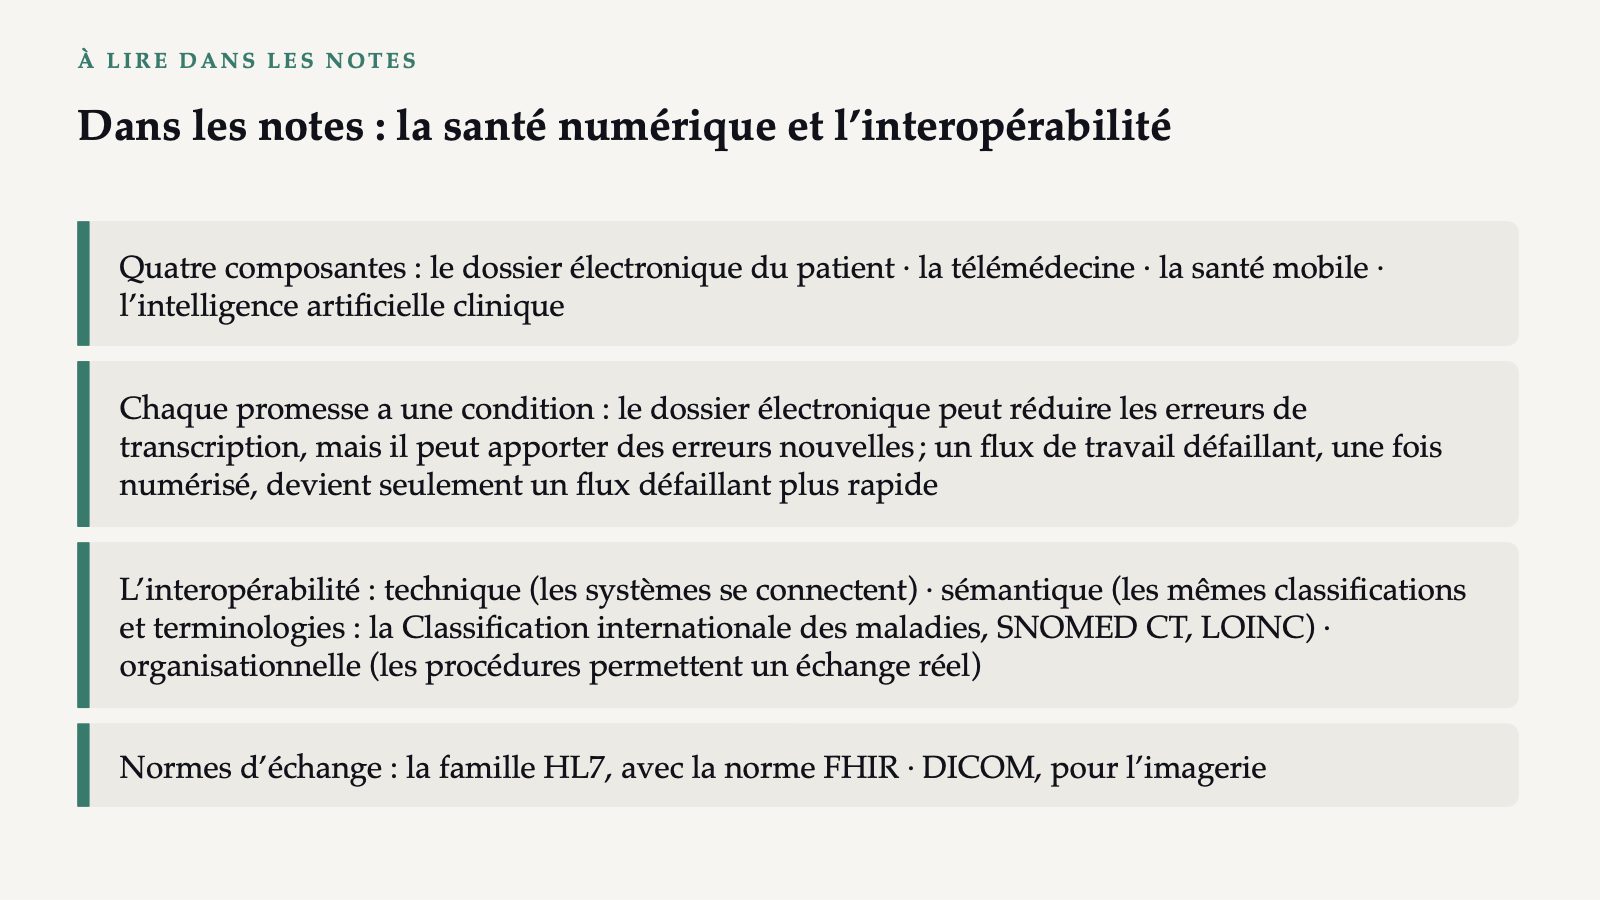 À LIRE DANS LES NOTES
Dans les notes : la santé numérique et l’interopérabilité
Quatre composantes : le dossier électronique du patient · la télémédecine · la santé mobile ·
l’intelligence artificielle clinique
Chaque promesse a une condition : le dossier électronique peut réduire les erreurs de
transcription, mais il peut apporter des erreurs nouvelles ; un flux de travail défaillant, une fois
numérisé, devient seulement un flux défaillant plus rapide
L’interopérabilité : technique (les systèmes se connectent) · sémantique (les mêmes classifications
et terminologies : la Classification internationale des maladies, SNOMED CT, LOINC) ·
organisationnelle (les procédures permettent un échange réel)
Normes d’échange : la famille HL7, avec la norme FHIR · DICOM, pour l’imagerie